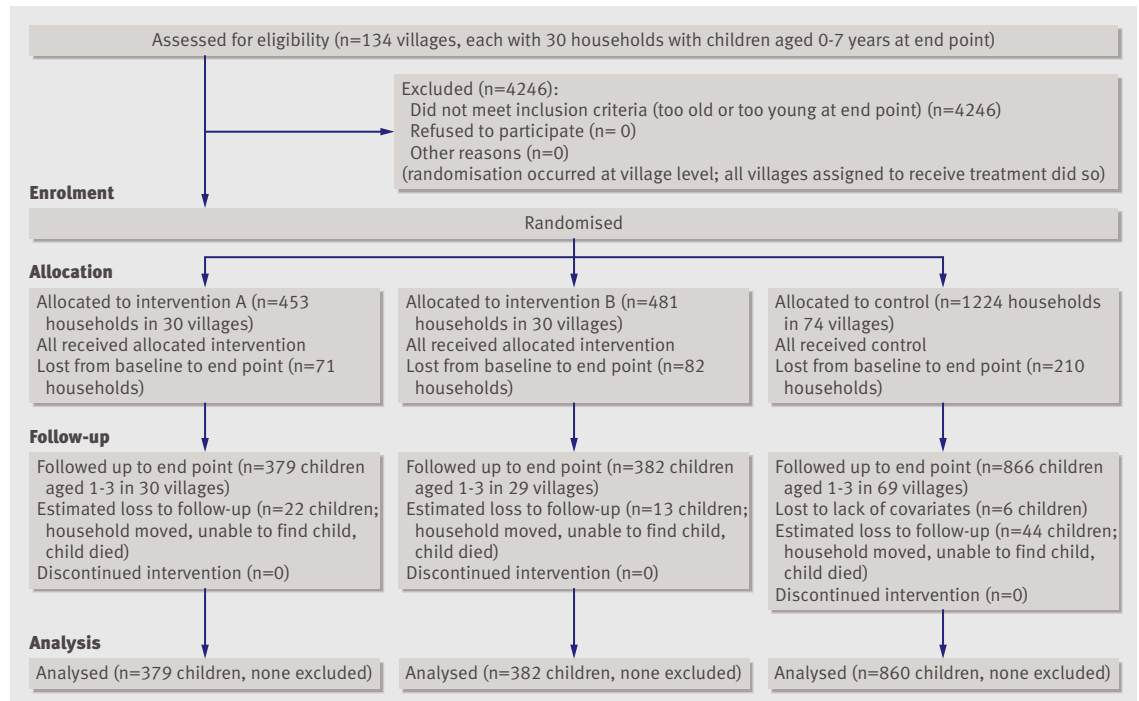 Assessed for eligibility (n=134 villages, each with 30 households with children aged 0-7 years at end point)
Excluded (n=4246):
Did not meet inclusion criteria (too old or too young at end point) (n=4246)
Refused to participate (n= 0)
Other reasons (n=0)
(randomisation occurred at village level; all villages assigned to receive treatment did so)
Enrolment
Randomised
Allocation
Allocated to intervention A (n=453
households in 30 villages)
All received allocated intervention
Lost from baseline to end point (n=71
households)
Allocated to intervention B (n=481
households in 30 villages)
All received allocated intervention
Lost from baseline to end point (n=82
households)
Allocated to control (n=1224 households
in 74 villages)
All received control
Lost from baseline to end point (n=210
households)
Follow-up
Followed up to end point (n=379 children
aged 1-3 in 30 villages)
Estimated loss to follow-up (n=22 children;
household moved, unable to find child,
child died)
Discontinued intervention (n=0)
Followed up to end point (n=382 children
aged 1-3 in 29 villages)
Estimated loss to follow-up (n=13 children;
household moved, unable to find child,
child died)
Discontinued intervention (n=0)
Followed up to end point (n=866 children
aged 1-3 in 69 villages)
Lost to lack of covariates (n=6 children)
Estimated loss to follow-up (n=44 children;
household moved, unable to find child,
child died)
Discontinued intervention (n=0)
Analysis
Analysed (n=379 children, none excluded)
Analysed (n=382 children, none excluded)
Analysed (n=860 children, none excluded)